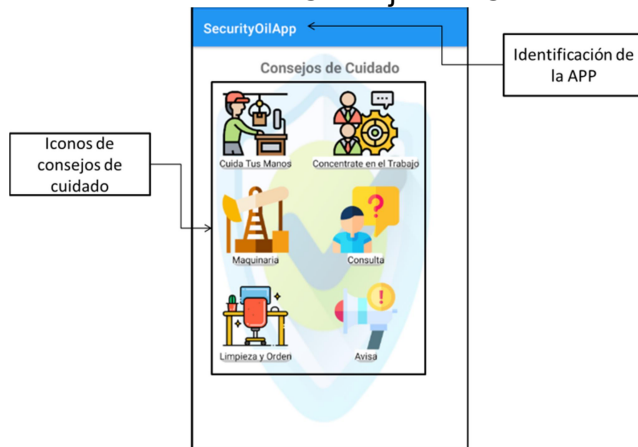 SecurityOilApp
Identificación de
la APP
Consejos de Cuidado
Cuida Tus Manos
Concentrate en el Trabajo
Iconos de
consejos de
cuidado
Maquinaria
Consulta
Limpieza y Orden
Avisa